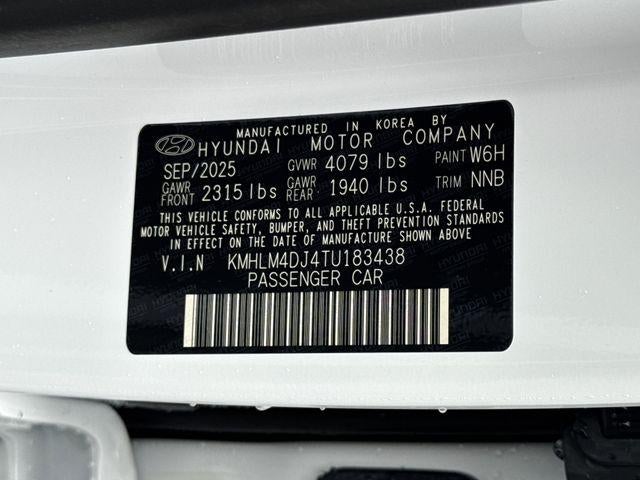 MANUFACTURED IN KOREA BY
HYUNDAI MOTOR COMPANY
SEP/2025 GVWR 4079 lbs PAINT W6H
GAWR FRONT 2315 lbs GAWR REAR: 1940 lbs TRIM NNB
THIS VEHICLE CONFORMS TO ALL APPLICABLE U.S.A. FEDERAL
MOTOR VEHICLE SAFETY, BUMPER, AND THEFT PREVENTION STANDARDS
IN EFFECT ON THE DATE OF MANUFACTURE SHOWN ABOVE
V.I.N KMHLM4DJ4TU183438
PASSENGER CAR